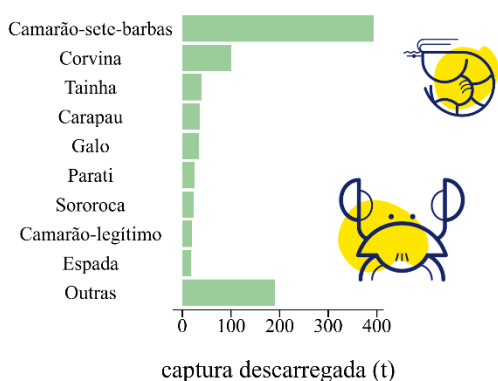 Camarão-sete-barbas
Corvina
Tainha
Carapau
Galo
Parati
Sororoca
Camarão-legítimo
Espada
Outras
0 100 200 300 400
captura descarregada (t)